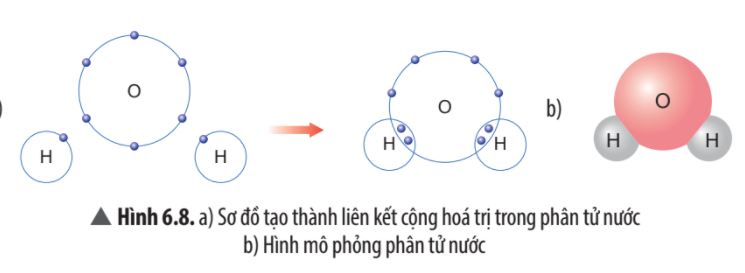 O
H
H
O
H
H
b)
O
H
H
▲ Hình 6.8. a) Sơ đồ tạo thành liên kết cộng hoá trị trong phân tử nước
b) Hình mô phỏng phân tử nước